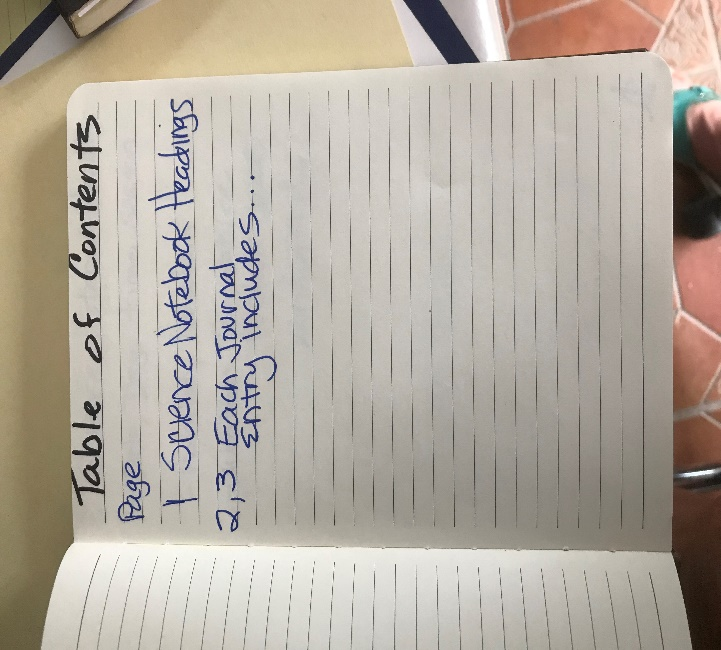 Table of Contents
Page
1 Science Notebook Headings
2,3 Each Journal
entry includes....